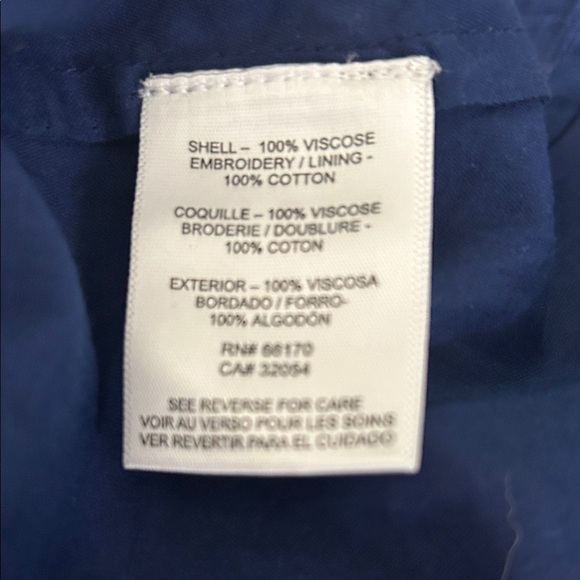 SHELL – 100% VISCOSE
EMBROIDERY / LINING -
100% COTTON
COQUILLE – 100% VISCOSE
BRODERIE / DOUBLURE -
100% COTON
EXTERIOR – 100% VISCOSA
BORDADO / FORRO-
100% ALGODÓN
RN# 66170
CA# 32054
SEE REVERSE FOR CARE
VOIR AU VERSO POUR LES SOINS
VER REVERTIR PARA EL CUIDADO